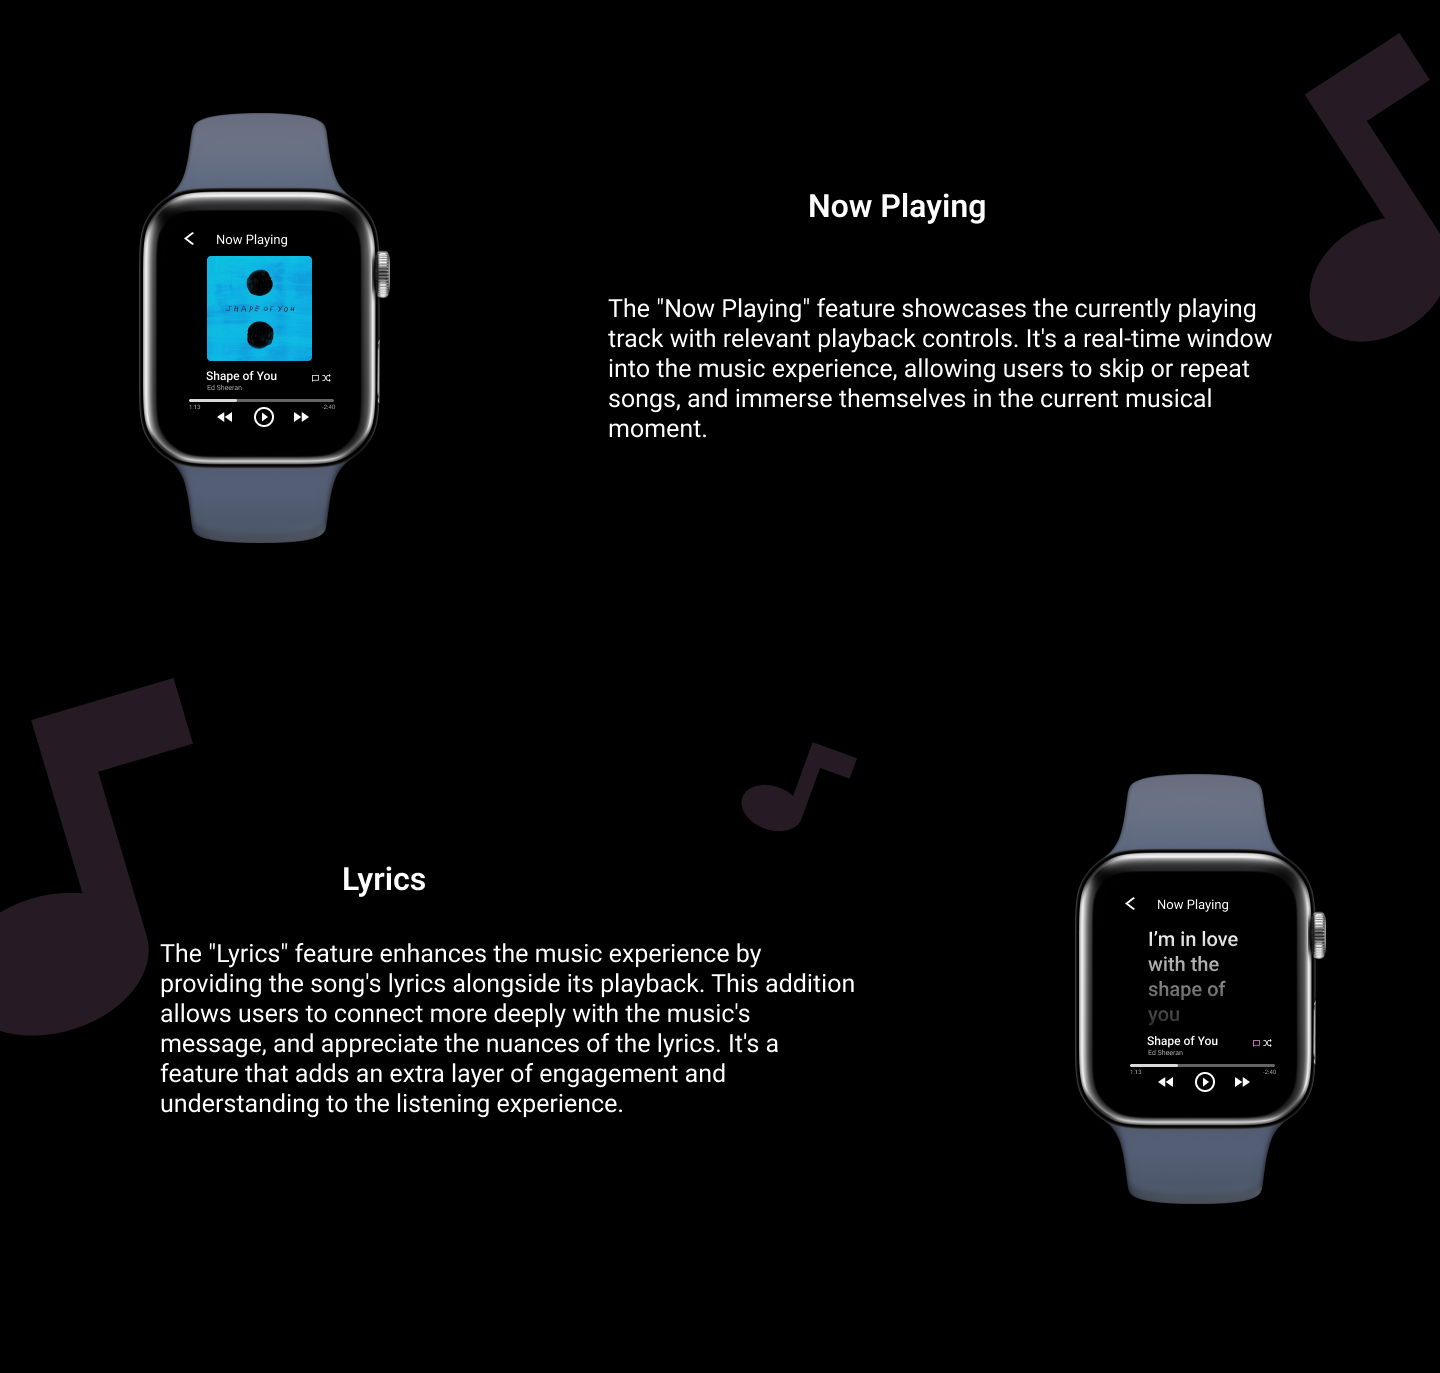 Now Playing
SHAPE OF YOU
Shape of You
Ed Sheeran
1:13
-2:40
Now Playing
The "Now Playing" feature showcases the currently playing
track with relevant playback controls. It's a real-time window
into the music experience, allowing users to skip or repeat
songs, and immerse themselves in the current musical
moment.
Lyrics
The "Lyrics" feature enhances the music experience by
providing the song's lyrics alongside its playback. This addition
allows users to connect more deeply with the music's
message, and appreciate the nuances of the lyrics. It's a
feature that adds an extra layer of engagement and
understanding to the listening experience.
Now Playing
I’m in love
with the
shape of
you
Shape of You
Ed Sheeran
1:13
-2:40